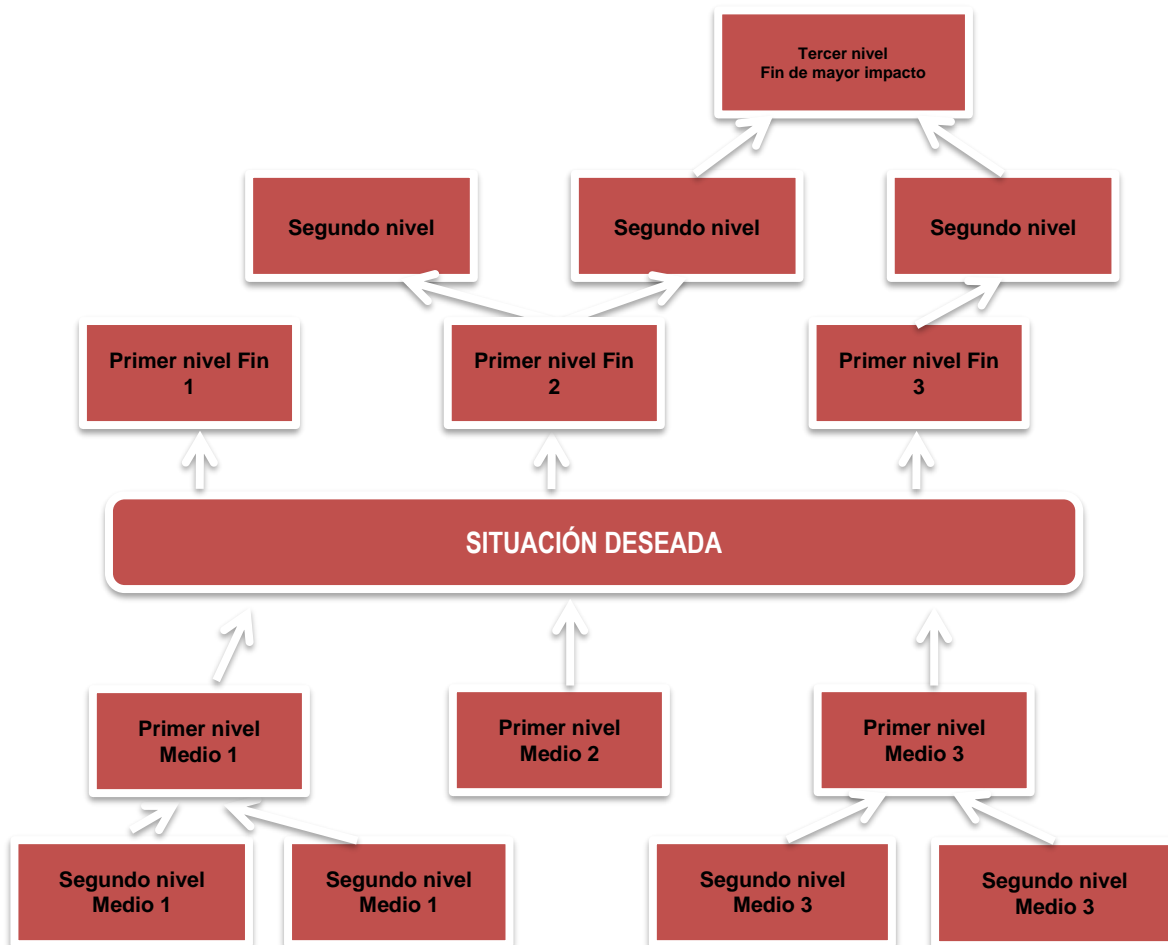 Tercer nivel
Fin de mayor impacto
Segundo nivel
Segundo nivel
Segundo nivel
Primer nivel Fin
1
Primer nivel Fin
2
Primer nivel Fin
3
SITUACIÓN DESEADA
Primer nivel
Medio 1
Primer nivel
Medio 2
Primer nivel
Medio 3
Segundo nivel
Medio 1
Segundo nivel
Medio 1
Segundo nivel
Medio 3
Segundo nivel
Medio 3